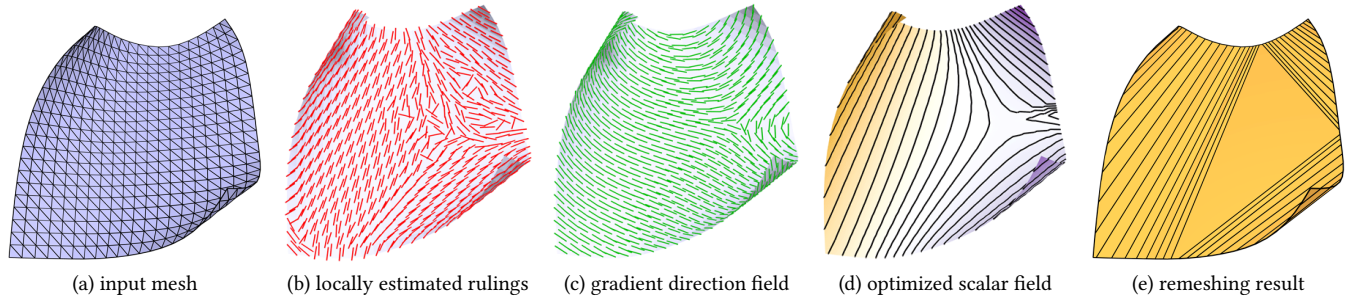 (a) input mesh
(b) locally estimated rulings
(c) gradient direction field
(d) optimized scalar field
(e) remeshing result